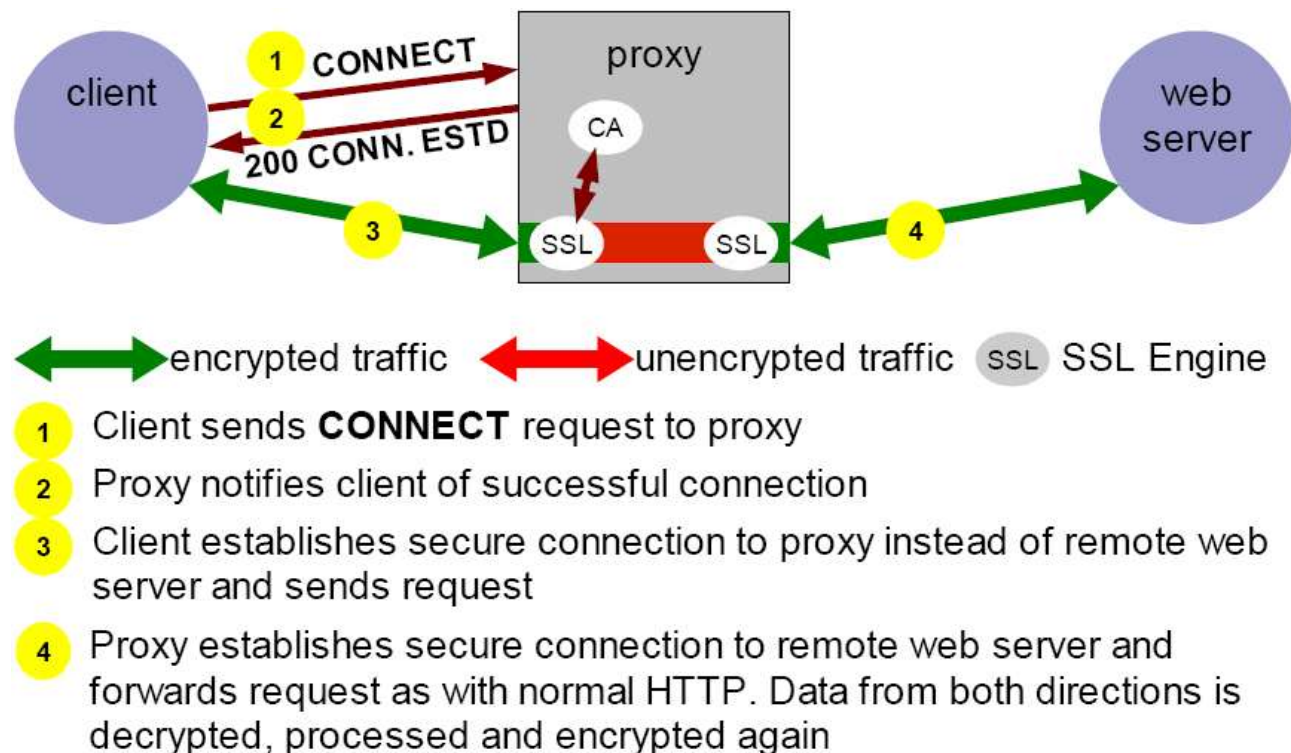 client
1 CONNECT
2
200 CONN. ESTD
proxy
CA
web
server
3
SSL
SSL
4
encrypted traffic
unencrypted traffic
SSL SSL Engine
1 Client sends CONNECT request to proxy
2 Proxy notifies client of successful connection
3 Client establishes secure connection to proxy instead of remote web
server and sends request
4 Proxy establishes secure connection to remote web server and
forwards request as with normal HTTP. Data from both directions is
decrypted, processed and encrypted again